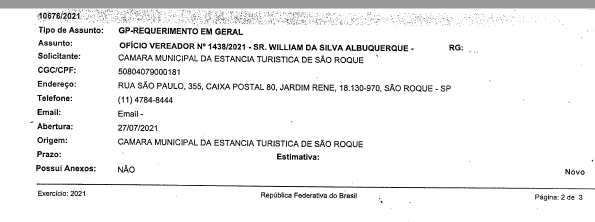 10676/2021
Tipo de Assunto: GP-REQUERIMENTO EM GERAL
Assunto: OFÍCIO VEREADOR Nº 1438/2021 - SR. WILLIAM DA SILVA ALBUQUERQUE - RG:
Solicitante: CAMARA MUNICIPAL DA ESTANCIA TURISTICA DE SÃO ROQUE
CGC/CPF: 50804079000181
Endereço: RUA SÃO PAULO, 355, CAIXA POSTAL 80, JARDIM RENE, 18.130-970, SÃO ROQUE - SP
Telefone: (11) 4784-8444
Email: Email -
Abertura: 27/07/2021
Origem: CAMARA MUNICIPAL DA ESTANCIA TURISTICA DE SÃO ROQUE
Prazo: Estimativa:
Possui Anexos: NÃO Novo
Exercício: 2021 República Federativa do Brasil Página: 2 de 3